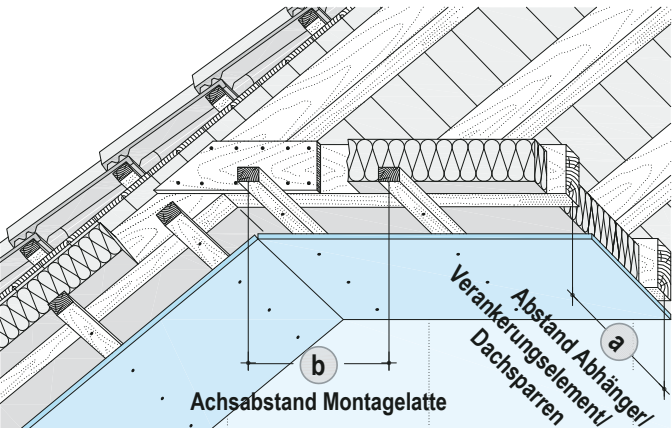 b
Achsabstand Montagelatte
a
Abstand Abhänger/
Verankerungselement/
Dachsparren